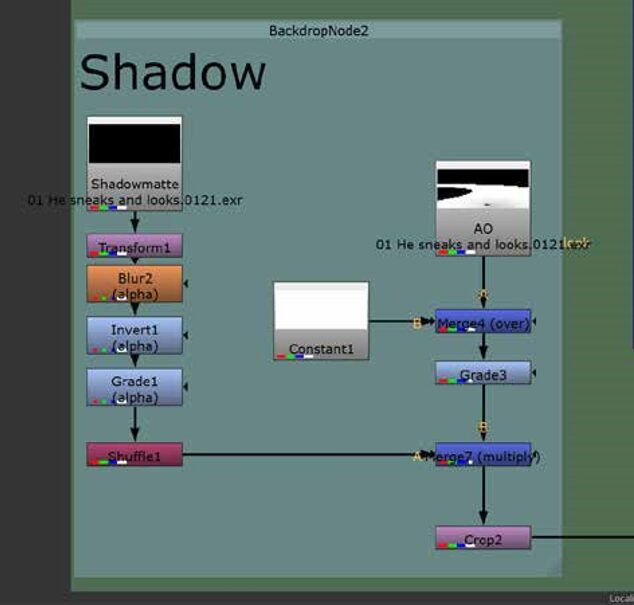 BackdropNode2
Shadow
Shadowmatte
01 He sneaks and looks.0121.exr
Transform1
Blur2
(alpha)
Invert1
(alpha)
Grade1
(alpha)
Shuffle1
Constant1
AO
01 He sneaks and looks.0121.exr
A
B
Merge4 (over)
Grade3
B
A
Merge7 (multiply)
Crop2